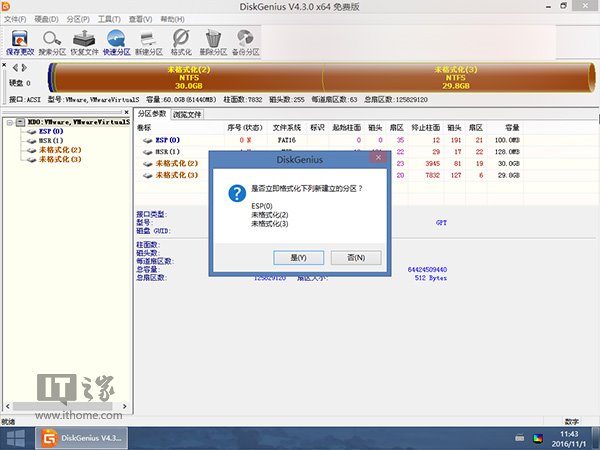 DiskGenius V4.3.0 x64 免费版
文件(F) 硬盘(D) 分区(P) 工具(T) 查看(V) 帮助(H)
保存更改 搜索分区 恢复文件 快速分区 新建分区 格式化 删除分区 备份分区
硬盘 0
未格式化(2)
NTFS
30.0GB
未格式化(3)
NTFS
29.8GB
接口:ACSI 型号:VMware,VMwareVirtualS 容量:60.0GB(61440MB) 柱面数:7832 磁头数:255 每道扇区数:63 总扇区数:125829120
HD0:VMware,VMwareVirtualS
ESP(0)
MSR(1)
未格式化(2)
未格式化(3)
分区参数 浏览文件
卷标 序号(状态) 文件系统 标识 起始柱面 磁头 扇区 终止柱面 磁头 扇区 容量
ESP(0) 0 N FAT16 0 0 35 12 191 21 100.0MB
MSR(1) 22 29 17 22 128.0MB
未格式化(2) 23 3945 81 19 30.0GB
未格式化(3) 20 7832 127 6 29.8GB
DiskGenius
是否立即格式化下列新建立的分区？
ESP(0)
未格式化(2)
未格式化(3)
是(Y) 否(N)
接口类型:
型号: GPT
磁盘 GUID:
柱面数:
磁头数:
每道扇区数:
总容量: 64424509440
总扇区数: 125829120 扇区大小: 512 Bytes
IT之家
www.ithome.com
就绪 数字
DiskGenius V4.3...
11:43
2016/11/1